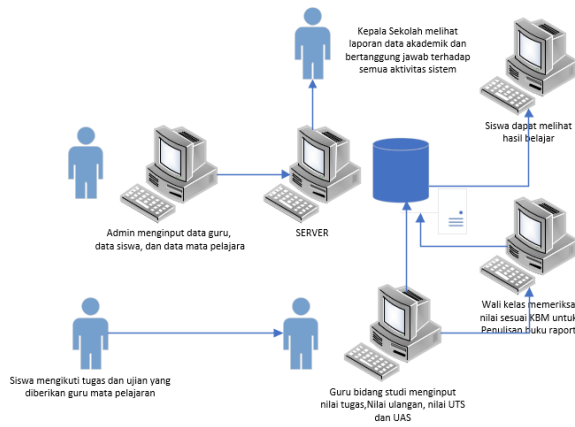 Kepala Sekolah melihat
laporan data akademik dan
bertanggung jawab terhadap
semua aktivitas sistem
Siswa dapat melihat
hasil belajar
Admin menginput data guru,
data siswa, dan data mata pelajara
SERVER
Wali kelas memeriksa
nilai sesuai KBM untuk
Penulisan buku raport
Siswa mengikuti tugas dan ujian yang
diberikan guru mata pelajaran
Guru bidang studi menginput
nilai tugas,Nilai ulangan, nilai UTS
dan UAS